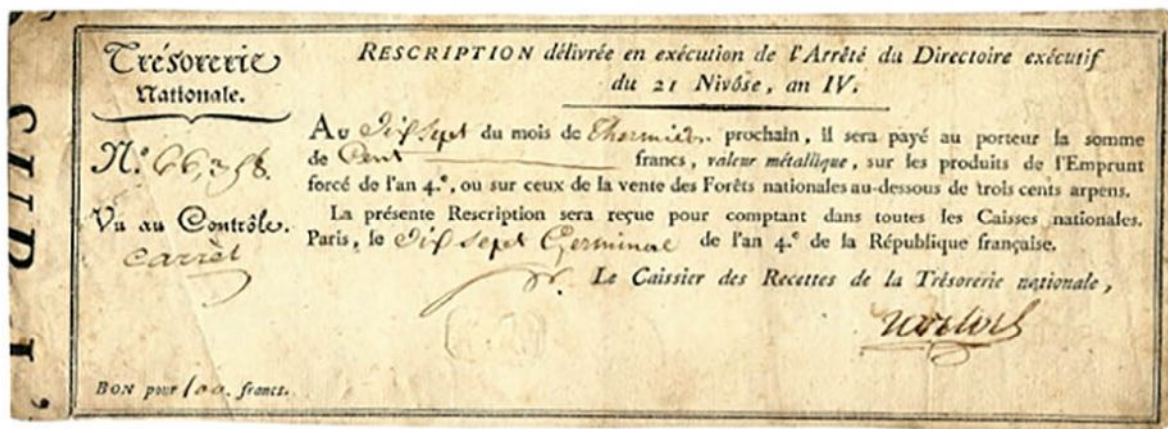 Trésorerie
Nationale.
N.º 66,358.
Vu au Contrôle.
Carrèt
BON pour 100. francs.
RESCRIPTION délivrée en exécution de l'Arrêté du Directoire exécutif
du 21 Nivôse, an IV.
AU Dix Sept du mois de Thermidor prochain, il sera payé au porteur la somme
de Cent francs, valeur métallique, sur les produits de l'Emprunt
forcé de l'an 4.e, ou sur ceux de la vente des Forêts nationales au-dessous de trois cents arpens.
La présente Rescription sera reçue pour comptant dans toutes les Caisses nationales.
Paris, le Dix Sept Germinal de l'an 4.e de la République française.
Le Caissier des Recettes de la Trésorerie nationale,